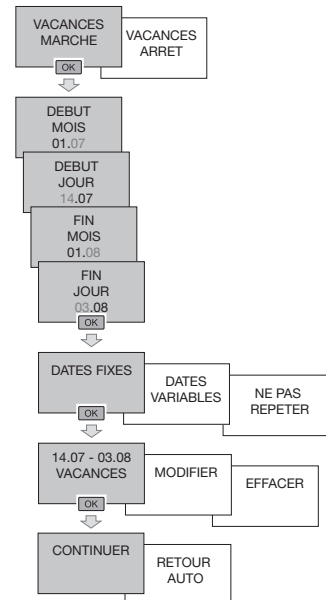 VACANCES
MARCHE
VACANCES
ARRET
OK
DEBUT
MOIS
01.07
DEBUT
JOUR
14.07
FIN
MOIS
01.08
FIN
JOUR
03.08
OK
DATES FIXES
DATES
VARIABLES
NE PAS
REPETER
OK
14.07 - 03.08
VACANCES
MODIFIER
EFFACER
OK
CONTINUER
RETOUR
AUTO